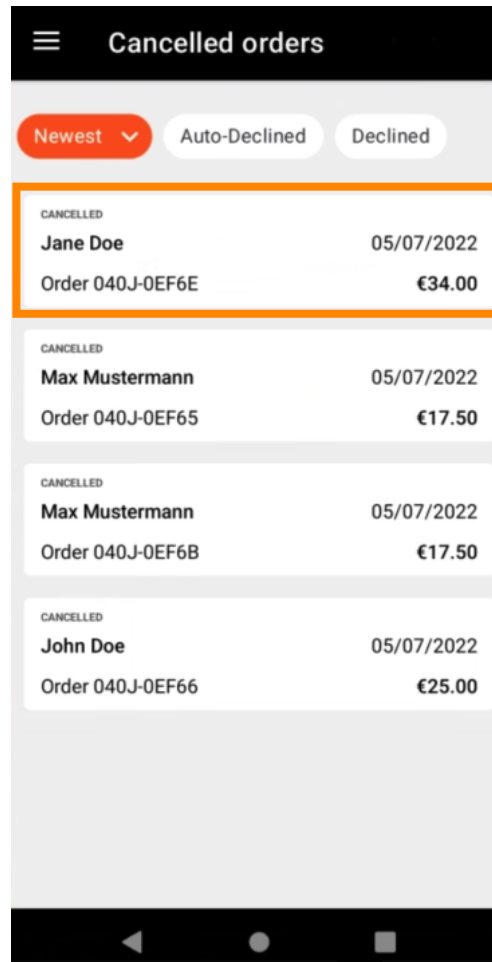 Cancelled orders
Newest Auto-Declined Declined
CANCELLED
Jane Doe 05/07/2022
Order 040J-0EF6E €34.00
CANCELLED
Max Mustermann 05/07/2022
Order 040J-0EF65 €17.50
CANCELLED
Max Mustermann 05/07/2022
Order 040J-0EF6B €17.50
CANCELLED
John Doe 05/07/2022
Order 040J-0EF66 €25.00